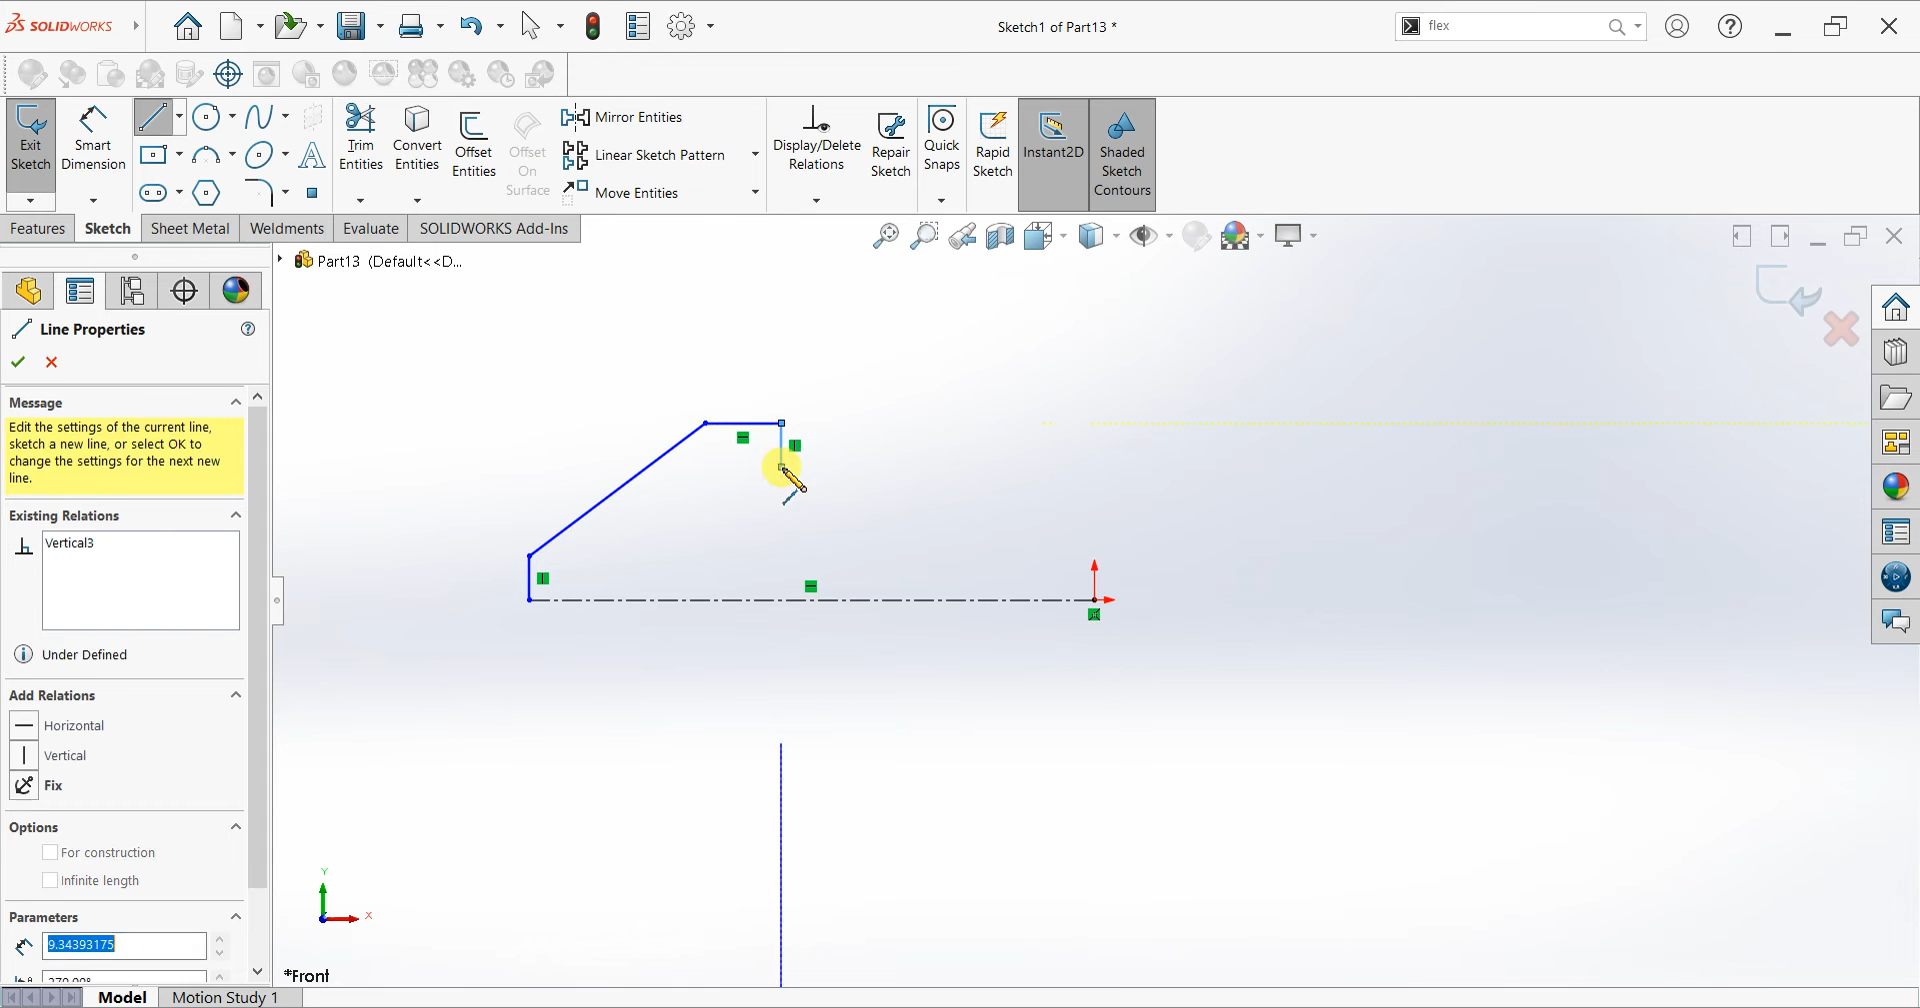 SOLIDWORKS
Sketch1 of Part13 *
flex
Exit Sketch
Smart Dimension
Trim Entities
Convert Entities
Offset Entities
Offset On Surface
Mirror Entities
Linear Sketch Pattern
Move Entities
Display/Delete Relations
Repair Sketch
Quick Snaps
Rapid Sketch
Instant2D
Shaded Sketch Contours
Features
Sketch
Sheet Metal
Weldments
Evaluate
SOLIDWORKS Add-Ins
Part13 (Default<<D...
Line Properties
Message
Edit the settings of the current line,
sketch a new line, or select OK to
change the settings for the next new
line.
Existing Relations
Vertical3
Under Defined
Add Relations
Horizontal
Vertical
Fix
Options
For construction
Infinite length
Parameters
9.34393175
270.00°
Y
X
*Front
Model
Motion Study 1